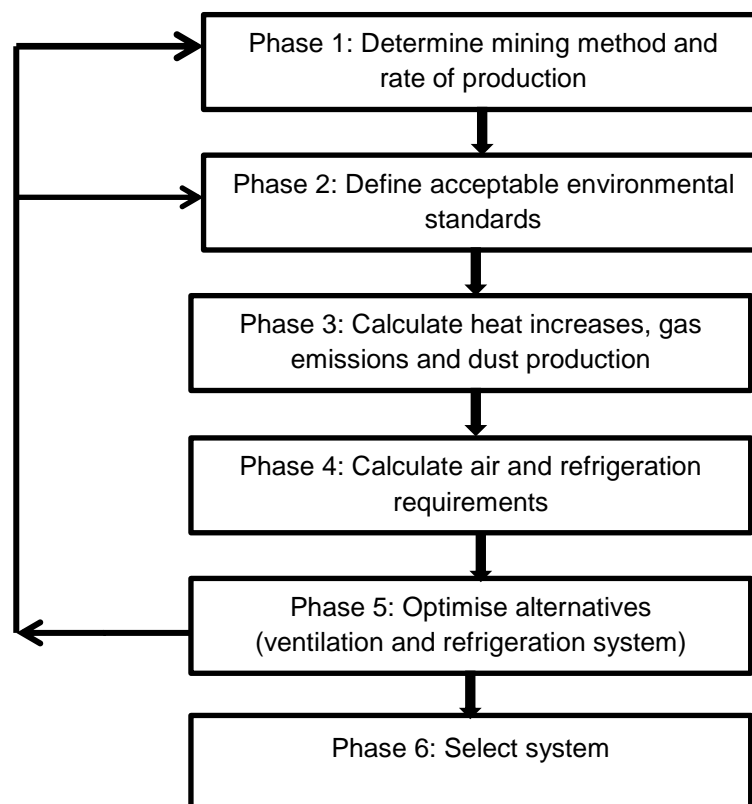 Phase 1: Determine mining method and
rate of production
Phase 2: Define acceptable environmental
standards
Phase 3: Calculate heat increases, gas
emissions and dust production
Phase 4: Calculate air and refrigeration
requirements
Phase 5: Optimise alternatives
(ventilation and refrigeration system)
Phase 6: Select system